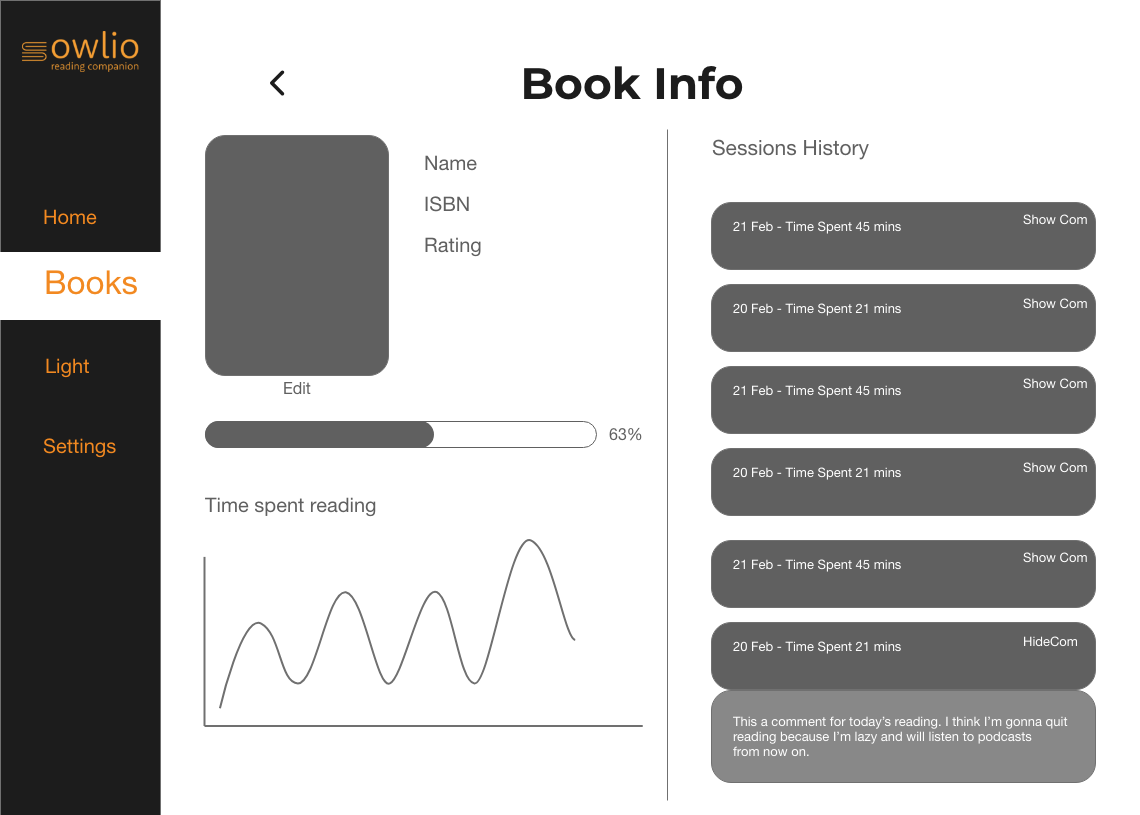 owlio
reading companion
Home
Books
Light
Settings
Book Info
Name
ISBN
Rating
Edit
63%
Time spent reading
Sessions History
21 Feb - Time Spent 45 mins
Show Com
20 Feb - Time Spent 21 mins
Show Com
21 Feb - Time Spent 45 mins
Show Com
20 Feb - Time Spent 21 mins
Show Com
21 Feb - Time Spent 45 mins
Show Com
20 Feb - Time Spent 21 mins
HideCom
This a comment for today’s reading. I think I’m gonna quit
reading because I’m lazy and will listen to podcasts
from now on.